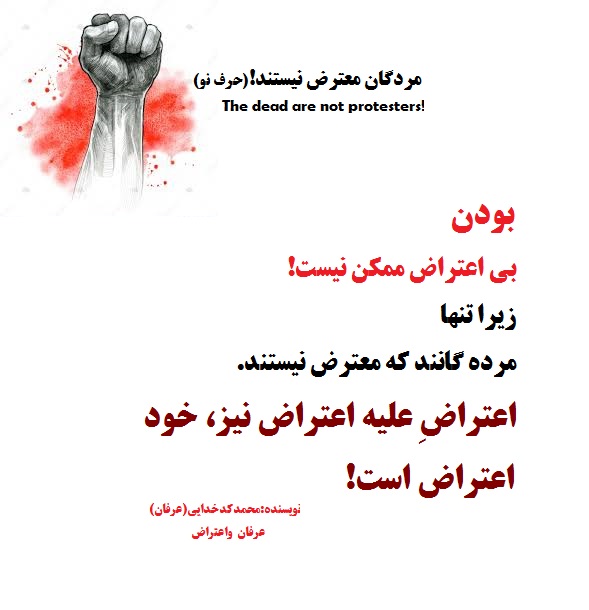 مردگان معترض نیستند!(حرف نو)
The dead are not protesters!
بودن
بی اعتراض ممکن نیست!
زیرا تنها
مرده گانند که معترض نیستند.
اعتراضِ علیه اعتراض نیز، خود
اعتراض است!
نویسنده:محمدکدخدایی(عرفان)
عرفان واعتراض